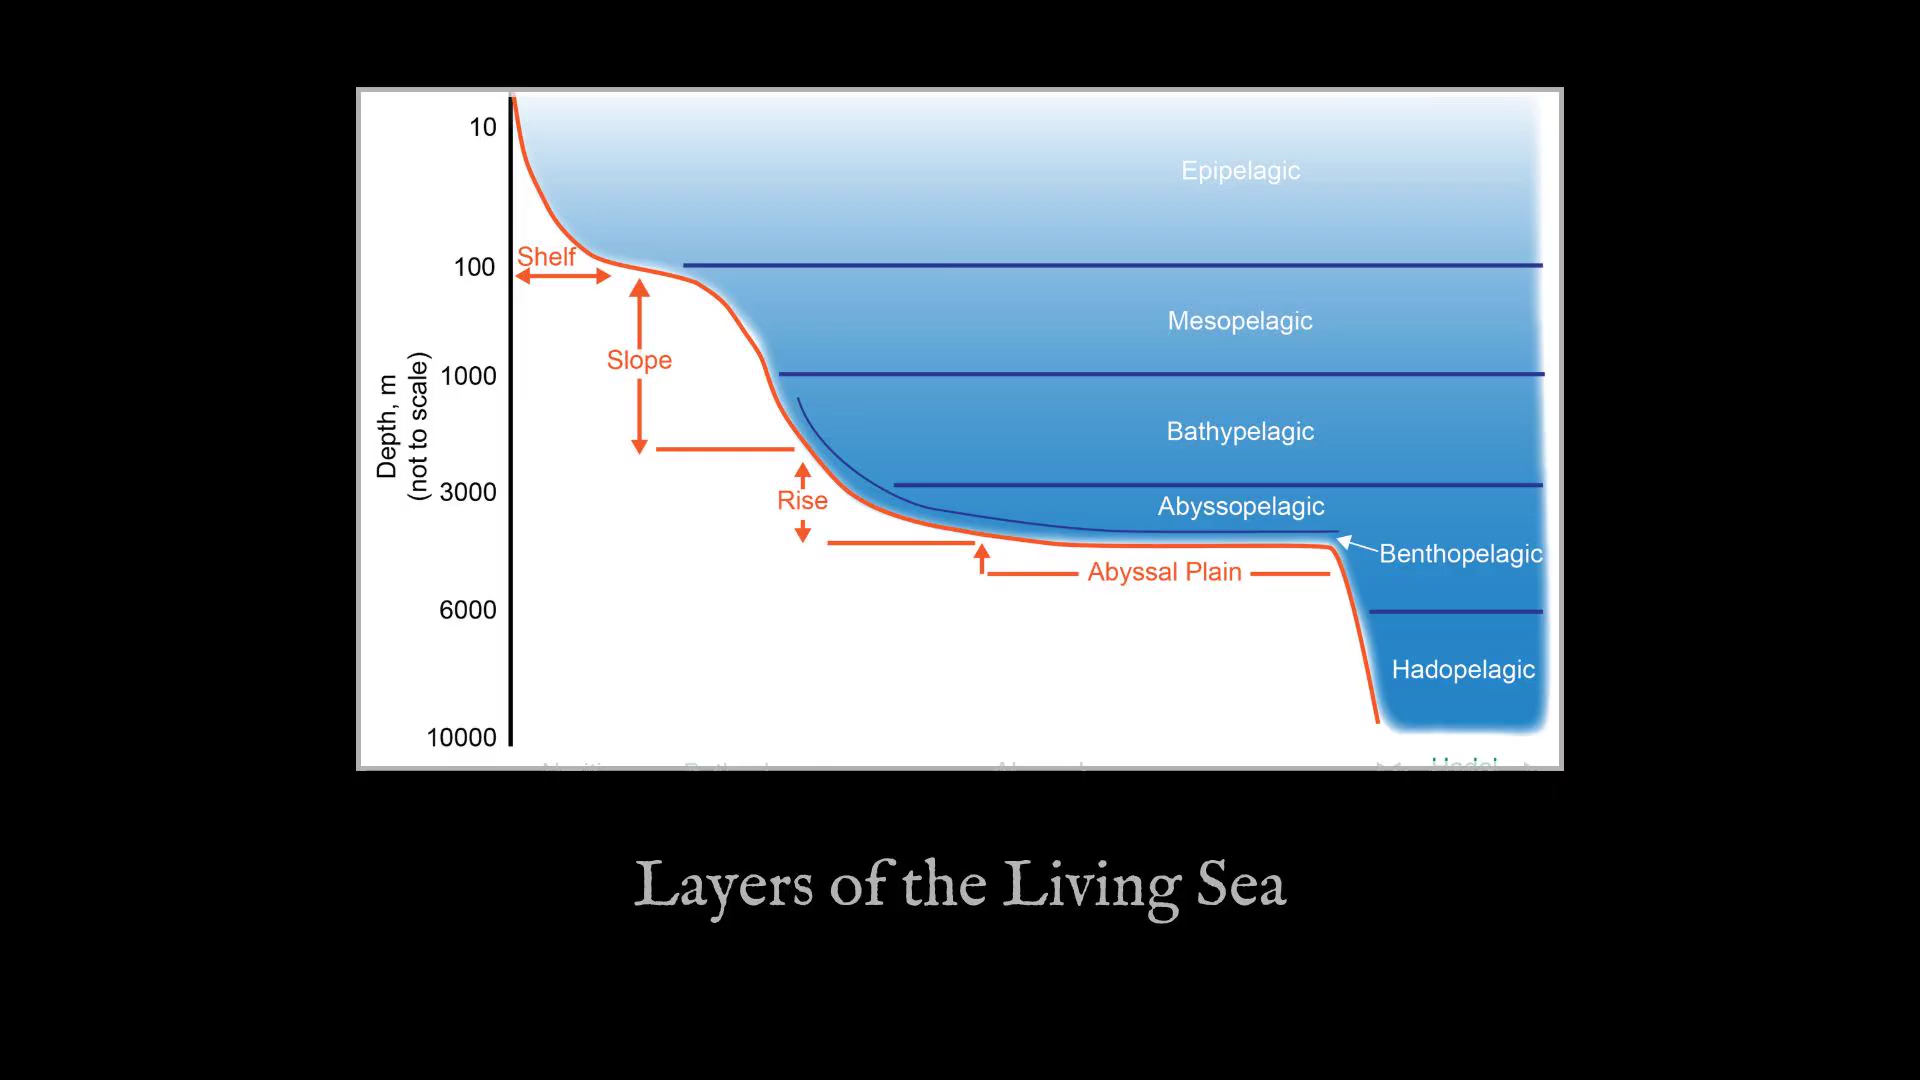 10
Epipelagic
Shelf
100
Mesopelagic
Slope
Depth, m
(not to scale)
1000
Bathypelagic
3000
Rise
Abyssopelagic
Benthopelagic
Abyssal Plain
6000
Hadopelagic
10000
Layers of the Living Sea